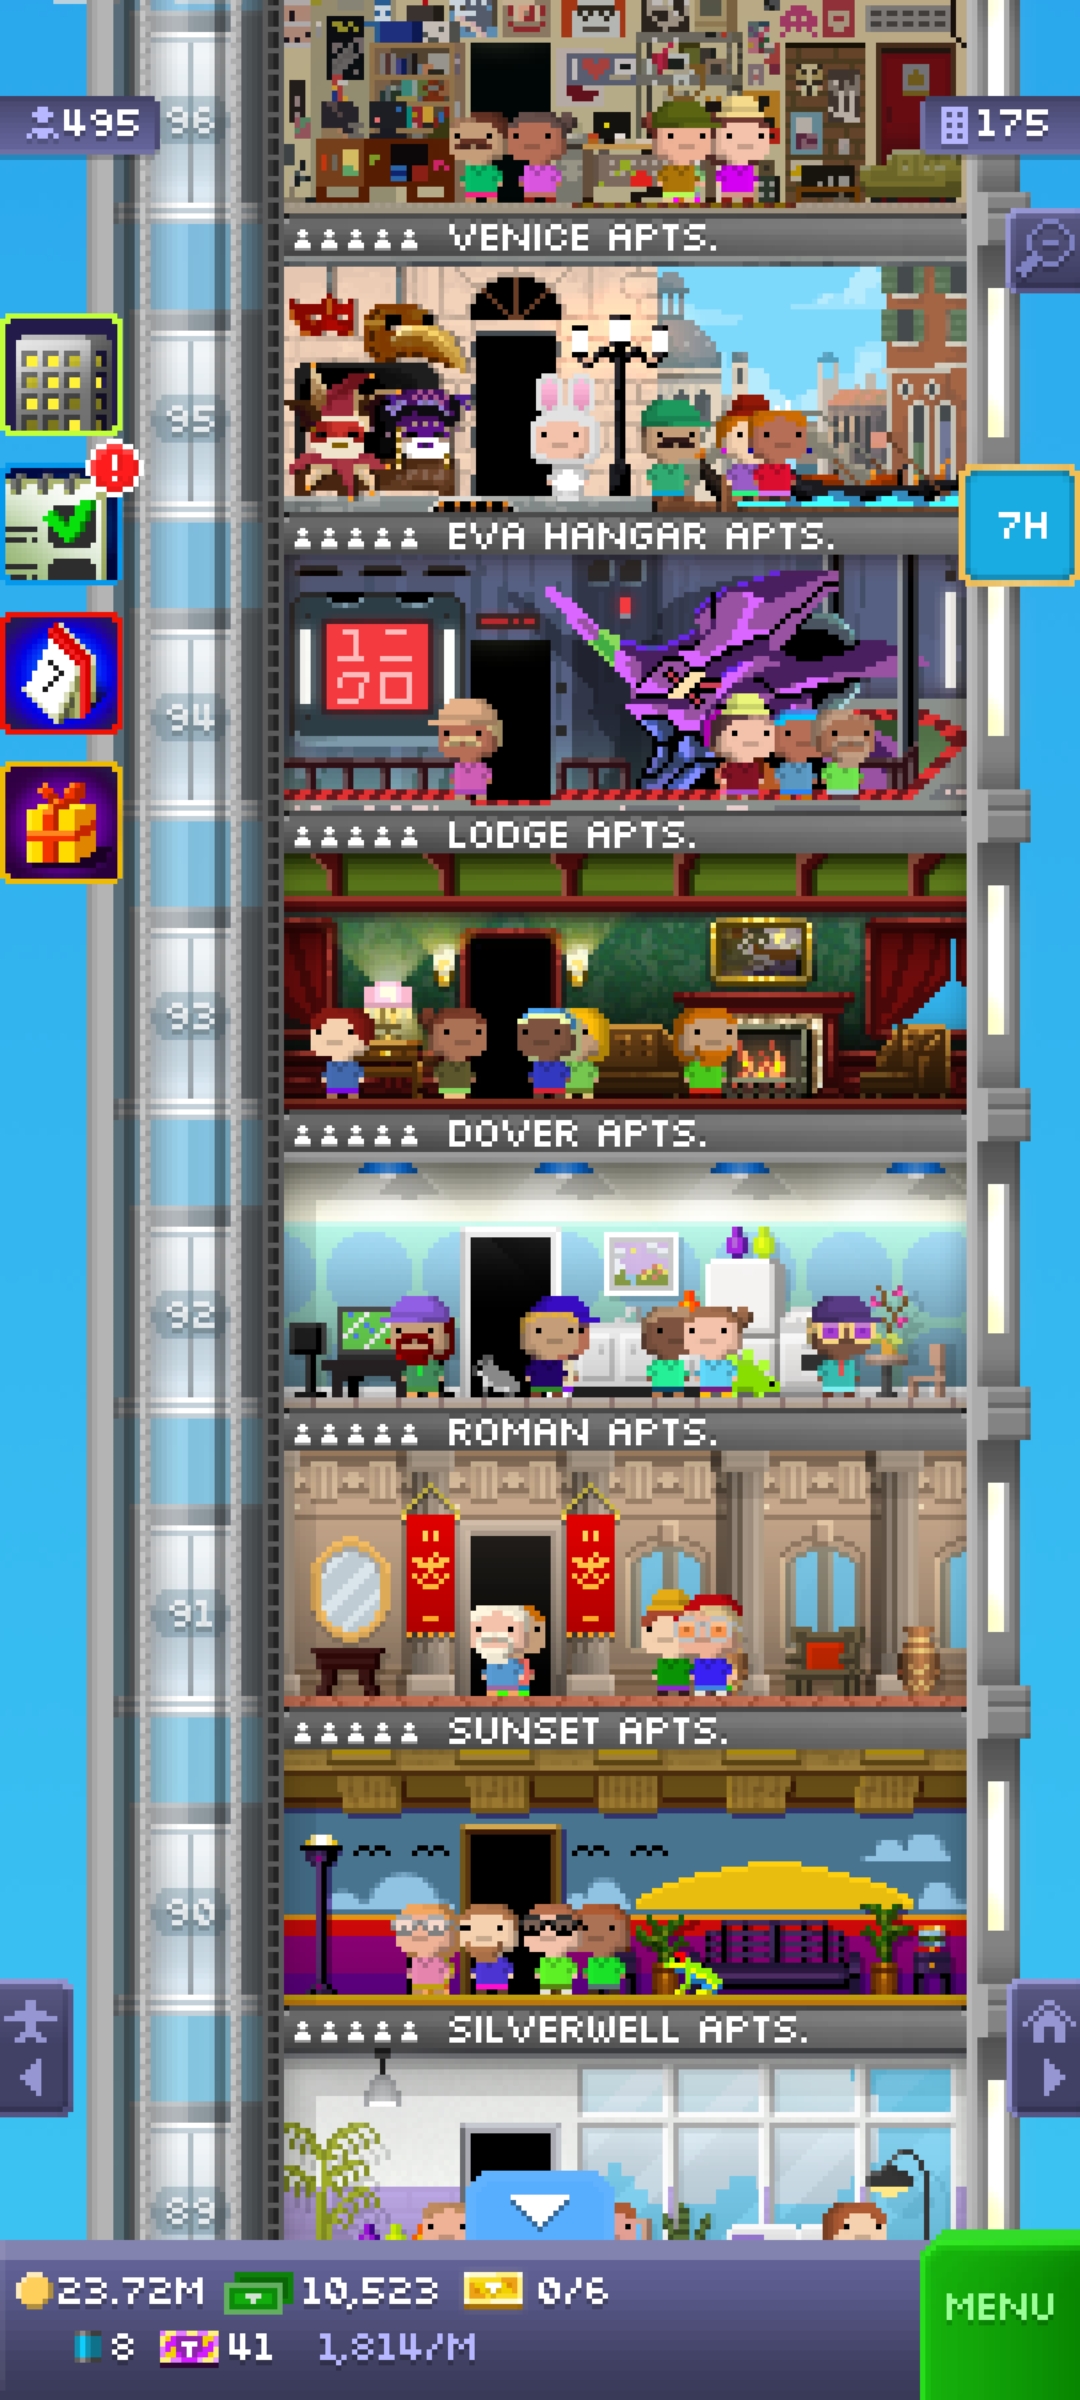 495
96
175
VENICE APTS.
95
EVA HANGAR APTS.
7H
94
LODGE APTS.
93
DOVER APTS.
92
ROMAN APTS.
91
SUNSET APTS.
90
SILVERWELL APTS.
89
23.72M 10,523 0/6
8 41 1,814/M
MENU